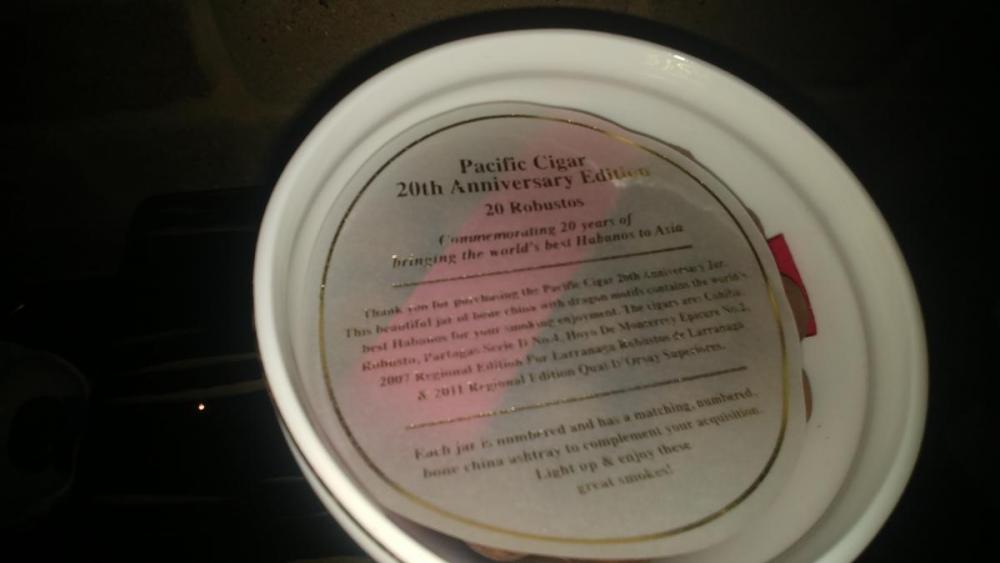 Pacific Cigar
20th Anniversary Edition
20 Robustos
Commemorating 20 years of
bringing the world's best Habanos to Asia
Thank you for purchasing the Pacific Cigar 20th Anniversary Jar.
This beautiful jar of bone china with dragon motifs contains the world's
best Habanos for your smoking enjoyment. The cigars are: Cohiba
Robusto, Partagas Serie D No.4, Hoyo De Monterrey Epicure No.2,
2007 Regional Edition Por Larranaga Robustos de Larranaga
& 2011 Regional Edition Quai D'Orsay Superiores.
Each jar is numbered and has a matching, numbered,
bone china ashtray to complement your acquisition.
Light up & enjoy these
great smokes!